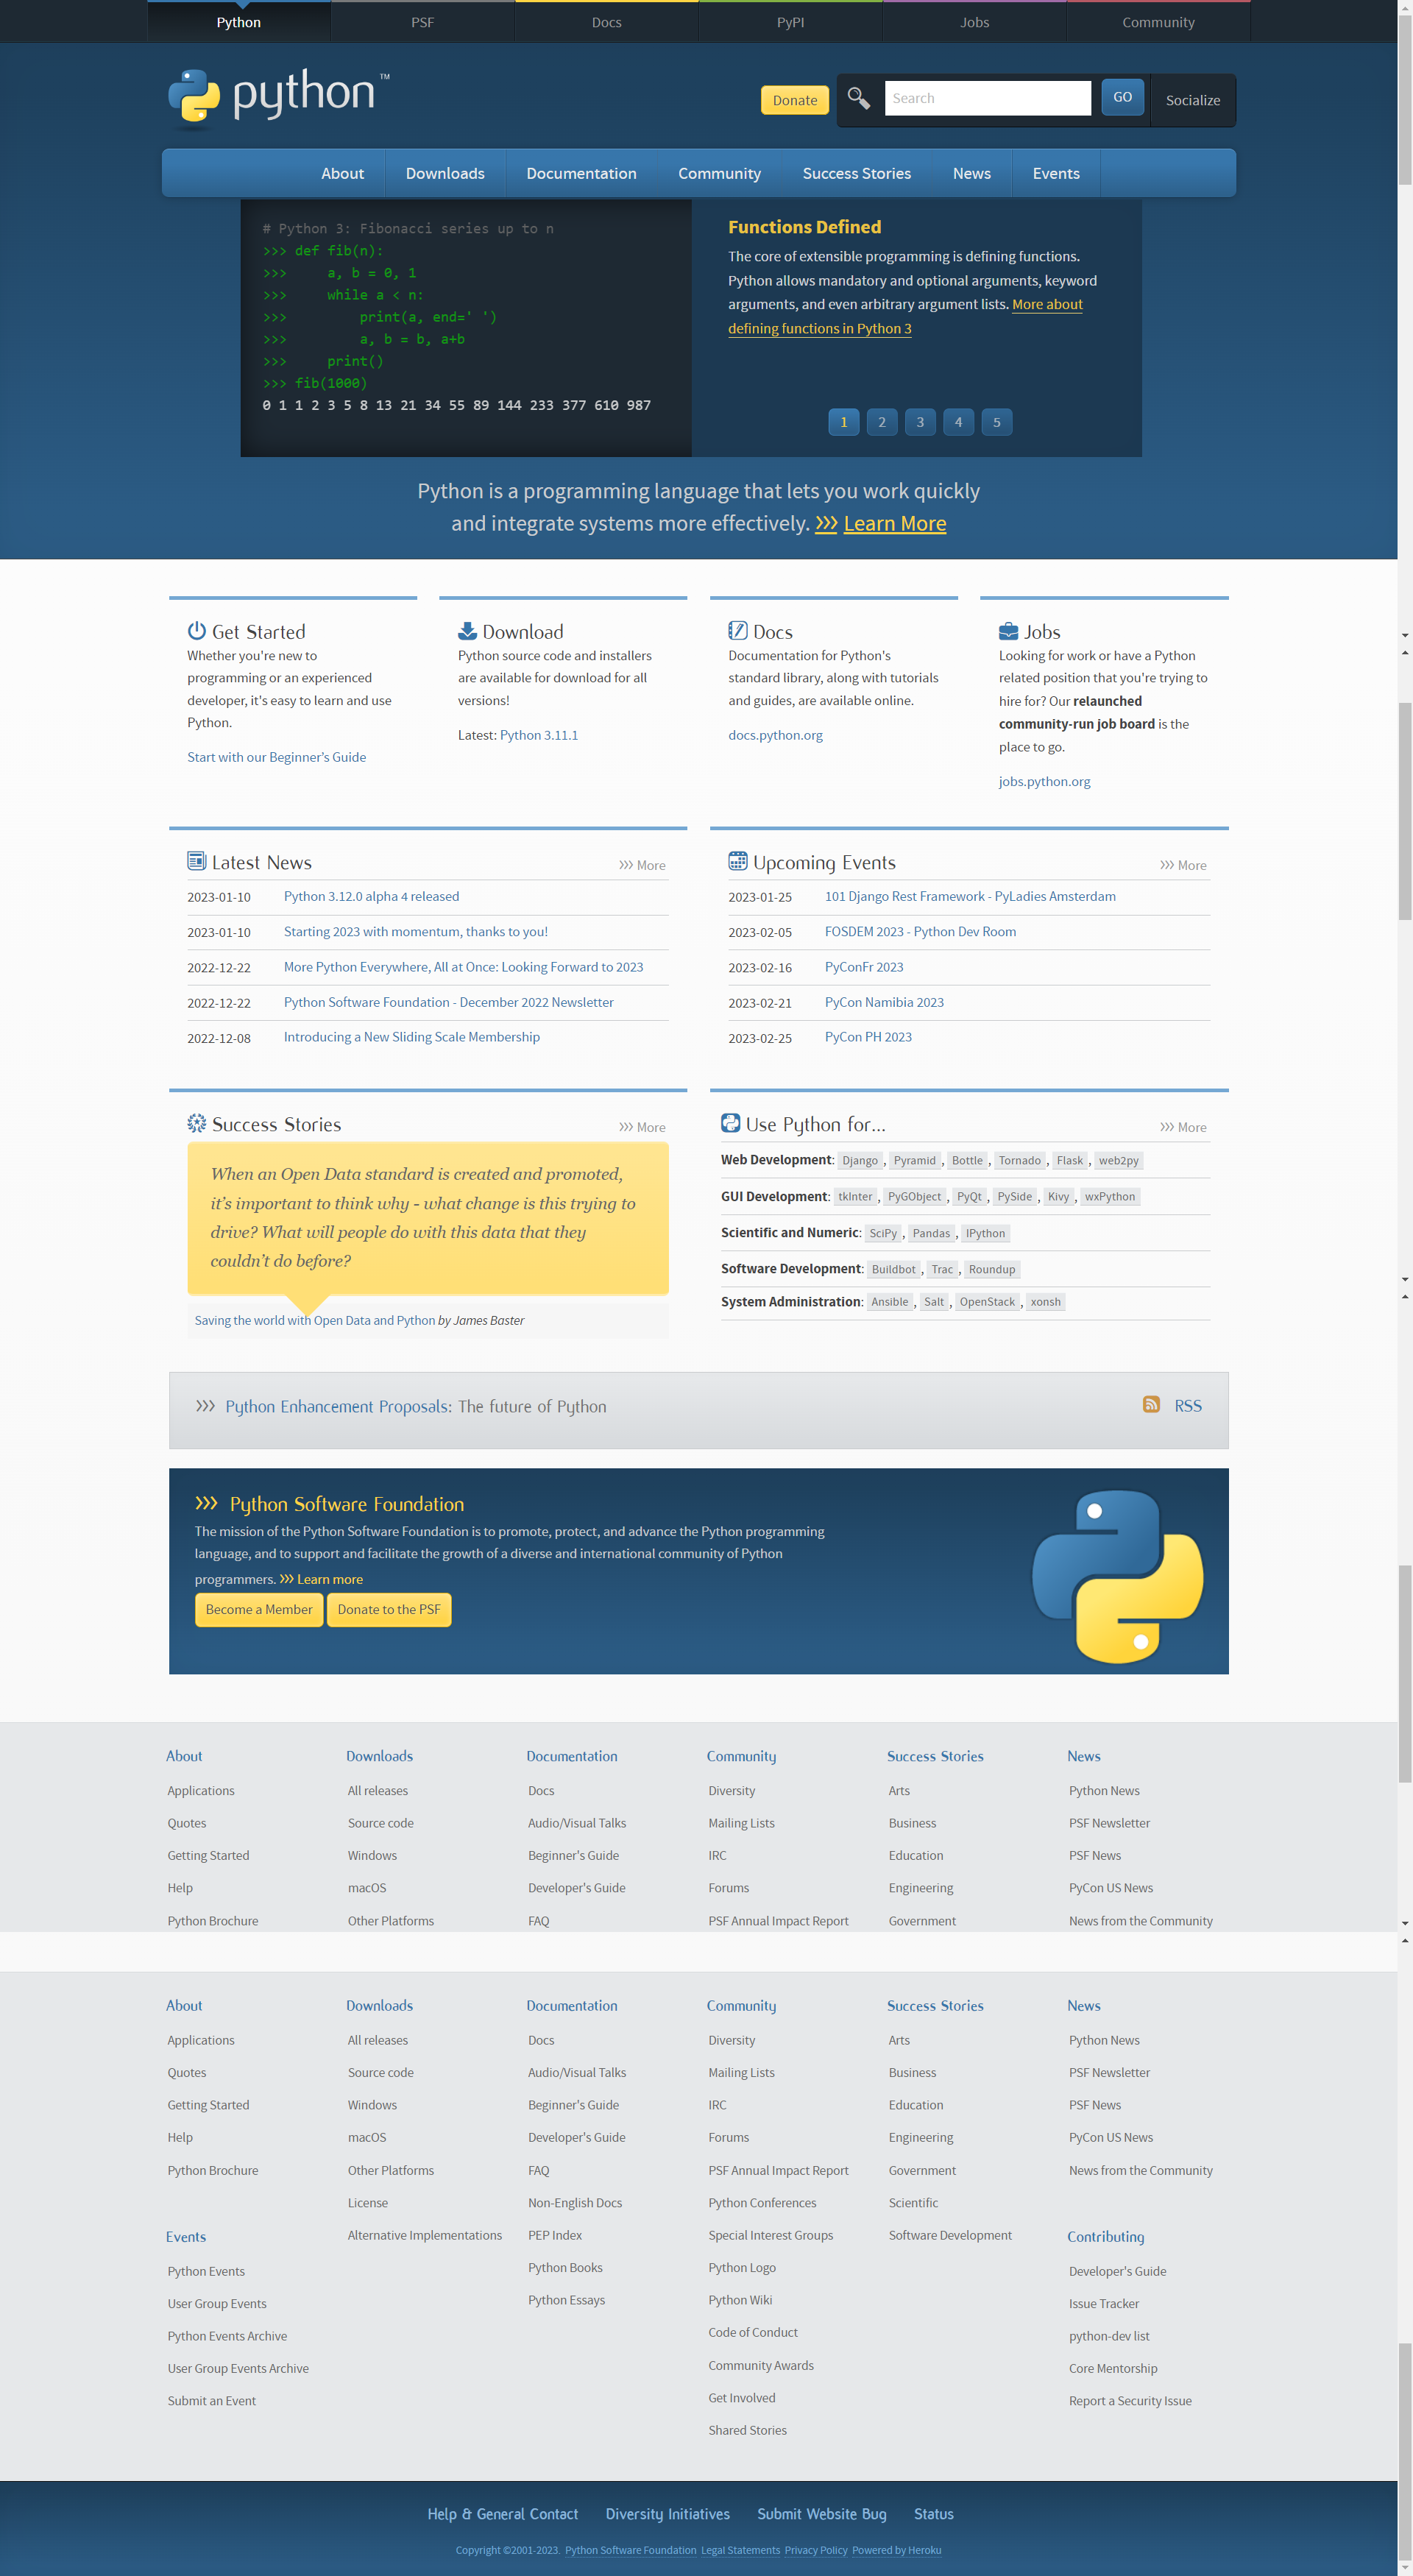 Python
PSF
Docs
PyPI
Jobs
Community
python™
Donate
Search
GO
Socialize
About
Downloads
Documentation
Community
Success Stories
News
Events
# Python 3: Fibonacci series up to n
>>> def fib(n):
>>>     a, b = 0, 1
>>>     while a < n:
>>>         print(a, end=' ')
>>>         a, b = b, a+b
>>>     print()
>>> fib(1000)
0 1 1 2 3 5 8 13 21 34 55 89 144 233 377 610 987
Functions Defined
The core of extensible programming is defining functions.
Python allows mandatory and optional arguments, keyword
arguments, and even arbitrary argument lists. More about
defining functions in Python 3
1
2
3
4
5
Python is a programming language that lets you work quickly
and integrate systems more effectively. >>> Learn More
Get Started
Whether you're new to
programming or an experienced
developer, it's easy to learn and use
Python.
Start with our Beginner's Guide
Download
Python source code and installers
are available for download for all
versions!
Latest: Python 3.11.1
Docs
Documentation for Python's
standard library, along with tutorials
and guides, are available online.
docs.python.org
Jobs
Looking for work or have a Python
related position that you're trying to
hire for? Our relaunched
community-run job board is the
place to go.
jobs.python.org
Latest News
>>> More
2023-01-10 Python 3.12.0 alpha 4 released
2023-01-10 Starting 2023 with momentum, thanks to you!
2022-12-22 More Python Everywhere, All at Once: Looking Forward to 2023
2022-12-22 Python Software Foundation - December 2022 Newsletter
2022-12-08 Introducing a New Sliding Scale Membership
Upcoming Events
>>> More
2023-01-25 101 Django Rest Framework - PyLadies Amsterdam
2023-02-05 FOSDEM 2023 - Python Dev Room
2023-02-16 PyConFr 2023
2023-02-21 PyCon Namibia 2023
2023-02-25 PyCon PH 2023
Success Stories
>>> More
When an Open Data standard is created and promoted,
it's important to think why - what change is this trying to
drive? What will people do with this data that they
couldn't do before?
Saving the world with Open Data and Python by James Baster
Use Python for...
>>> More
Web Development: Django, Pyramid, Bottle, Tornado, Flask, web2py
GUI Development: tkInter, PyGObject, PyQt, PySide, Kivy, wxPython
Scientific and Numeric: SciPy, Pandas, IPython
Software Development: Buildbot, Trac, Roundup
System Administration: Ansible, Salt, OpenStack, xonsh
>>> Python Enhancement Proposals: The future of Python
RSS
>>> Python Software Foundation
The mission of the Python Software Foundation is to promote, protect, and advance the Python programming
language, and to support and facilitate the growth of a diverse and international community of Python
programmers. >>> Learn more
Become a Member
Donate to the PSF
About
Applications
Quotes
Getting Started
Help
Python Brochure
Downloads
All releases
Source code
Windows
macOS
Other Platforms
Documentation
Docs
Audio/Visual Talks
Beginner's Guide
Developer's Guide
FAQ
Community
Diversity
Mailing Lists
IRC
Forums
PSF Annual Impact Report
Success Stories
Arts
Business
Education
Engineering
Government
News
Python News
PSF Newsletter
PSF News
PyCon US News
News from the Community
About
Applications
Quotes
Getting Started
Help
Python Brochure
Events
Python Events
User Group Events
Python Events Archive
User Group Events Archive
Submit an Event
Downloads
All releases
Source code
Windows
macOS
Other Platforms
License
Alternative Implementations
Documentation
Docs
Audio/Visual Talks
Beginner's Guide
Developer's Guide
FAQ
Non-English Docs
PEP Index
Python Books
Python Essays
Community
Diversity
Mailing Lists
IRC
Forums
PSF Annual Impact Report
Python Conferences
Special Interest Groups
Python Logo
Python Wiki
Code of Conduct
Community Awards
Get Involved
Shared Stories
Success Stories
Arts
Business
Education
Engineering
Government
Scientific
Software Development
News
Python News
PSF Newsletter
PSF News
PyCon US News
News from the Community
Contributing
Developer's Guide
Issue Tracker
python-dev list
Core Mentorship
Report a Security Issue
Help & General Contact
Diversity Initiatives
Submit Website Bug
Status
Copyright ©2001-2023. Python Software Foundation Legal Statements Privacy Policy Powered by Heroku